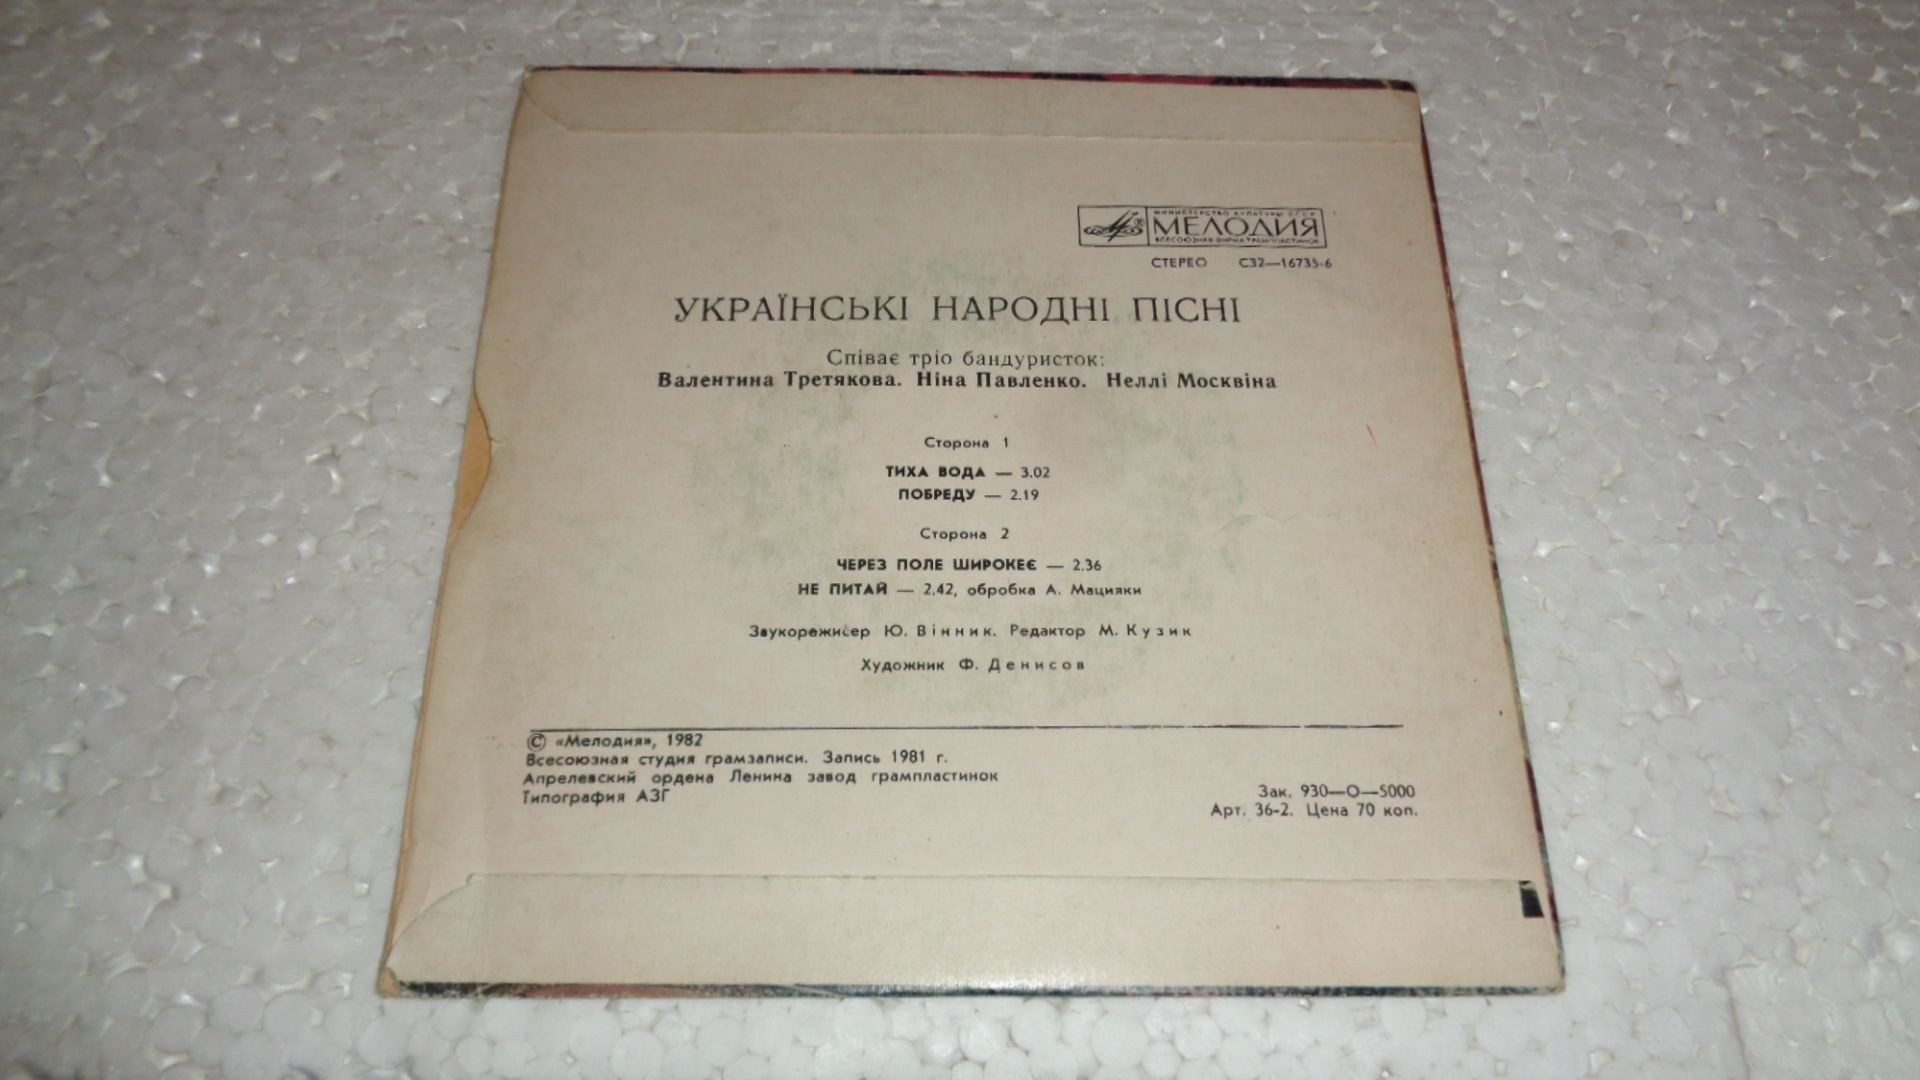 МИНИСТЕРСТВО КУЛЬТУРЫ СССР
МЕЛОДИЯ
ВСЕСОЮЗНАЯ ФИРМА ГРАМПЛАСТИНОК
СТЕРЕО С32—16735-6
УКРАЇНСЬКІ НАРОДНІ ПІСНІ
Співає тріо бандуристок:
Валентина Третякова. Ніна Павленко. Неллі Москвіна
Сторона 1
ТИХА ВОДА — 3.02
ПОБРЕДУ — 2.19
Сторона 2
ЧЕРЕЗ ПОЛЕ ШИРОКЕЄ — 2.36
НЕ ПИТАЙ — 2.42, обробка А. Мацияки
Звукорежисер Ю. Вінник. Редактор М. Кузик
Художник Ф. Денисов
© «Мелодия», 1982
Всесоюзная студия грамзаписи. Запись 1981 г.
Апрелевский ордена Ленина завод грампластинок
Типография АЗГ
Зак. 930—О—5000
Арт. 36-2. Цена 70 коп.